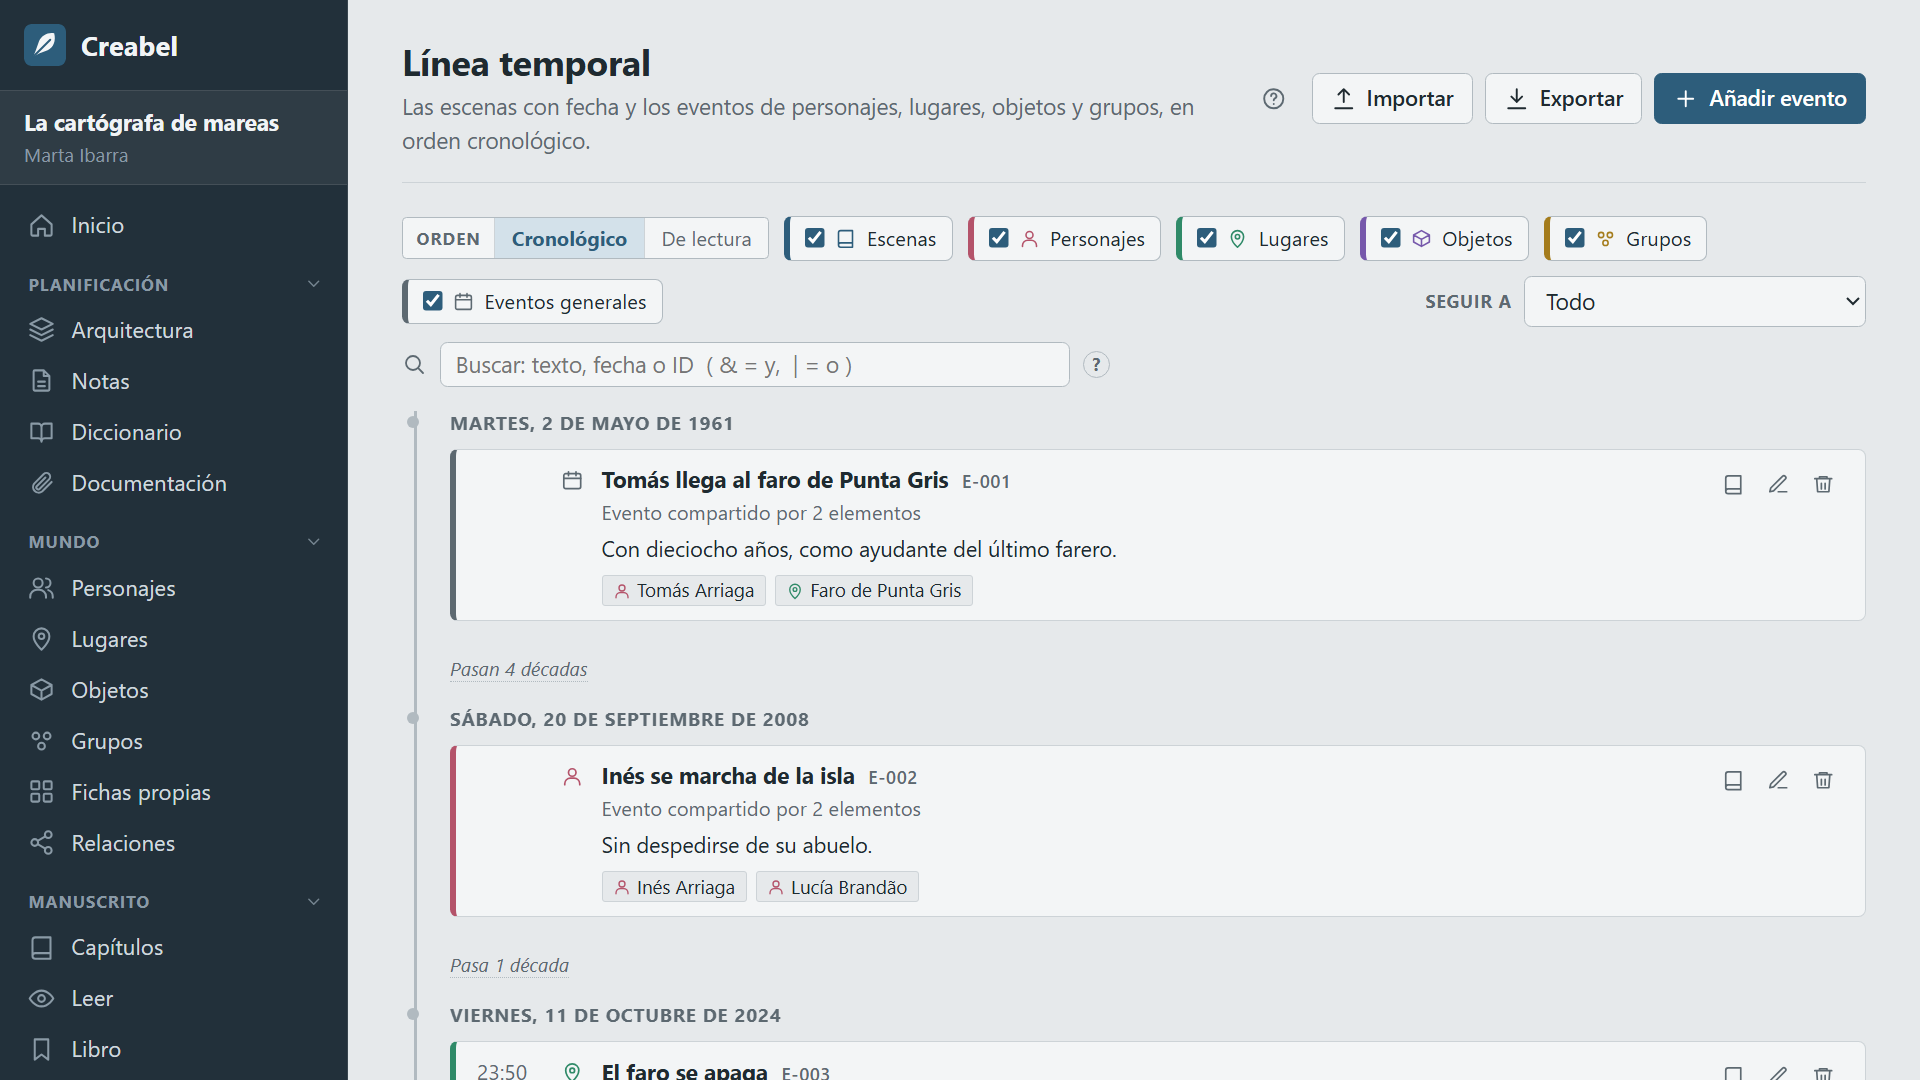 Creabel
La cartógrafa de mareas
Marta Ibarra
Inicio
PLANIFICACIÓN
Arquitectura
Notas
Diccionario
Documentación
MUNDO
Personajes
Lugares
Objetos
Grupos
Fichas propias
Relaciones
MANUSCRITO
Capítulos
Leer
Libro
Línea temporal
Las escenas con fecha y los eventos de personajes, lugares, objetos y grupos, en
orden cronológico.
Importar
Exportar
Añadir evento
ORDEN Cronológico De lectura
Escenas
Personajes
Lugares
Objetos
Grupos
Eventos generales
SEGUIR A Todo
Buscar: texto, fecha o ID ( & = y, | = o )
?
MARTES, 2 DE MAYO DE 1961
Tomás llega al faro de Punta Gris E-001
Evento compartido por 2 elementos
Con dieciocho años, como ayudante del último farero.
Tomás Arriaga Faro de Punta Gris
Pasan 4 décadas
SÁBADO, 20 DE SEPTIEMBRE DE 2008
Inés se marcha de la isla E-002
Evento compartido por 2 elementos
Sin despedirse de su abuelo.
Inés Arriaga Lucía Brandão
Pasa 1 década
VIERNES, 11 DE OCTUBRE DE 2024
23:50 El faro se apaga E-003